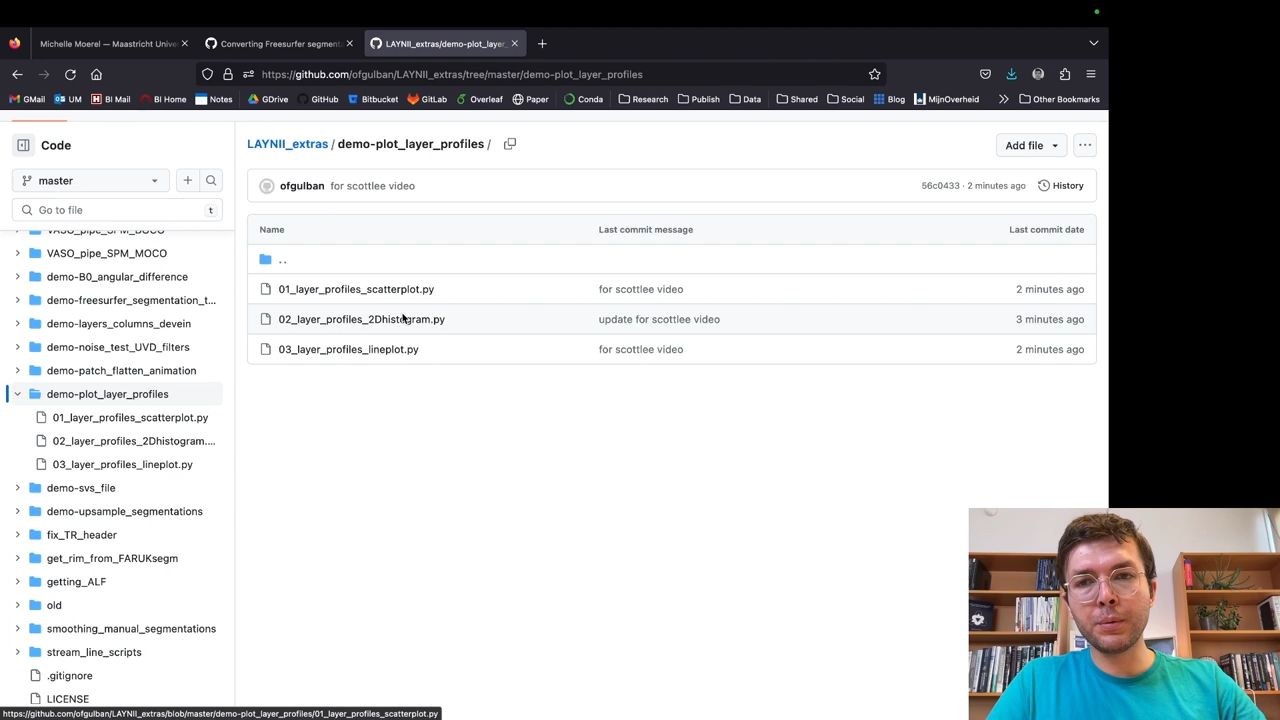 Michelle Moerel — Maastricht Unive
Converting Freesurfer segment
LAYNII_extras/demo-plot_layer_
https://github.com/ofgulban/LAYNII_extras/tree/master/demo-plot_layer_profiles
GMail
UM
BI Mail
BI Home
Notes
GDrive
GitHub
Bitbucket
GitLab
Overleaf
Paper
Conda
Research
Publish
Data
Shared
Social
Blog
MijnOverheid
Other Bookmarks
Code
master
Go to file
t
VASO_pipe_SPM_BOCO
VASO_pipe_SPM_MOCO
demo-B0_angular_difference
demo-freesurfer_segmentation_t...
demo-layers_columns_devein
demo-noise_test_UVD_filters
demo-patch_flatten_animation
demo-plot_layer_profiles
01_layer_profiles_scatterplot.py
02_layer_profiles_2Dhistogram....
03_layer_profiles_lineplot.py
demo-svs_file
demo-upsample_segmentations
fix_TR_header
get_rim_from_FARUKsegm
getting_ALF
old
smoothing_manual_segmentations
stream_line_scripts
.gitignore
LICENSE
LAYNII_extras / demo-plot_layer_profiles /
Add file
ofgulban for scottlee video
56c0433 · 2 minutes ago
History
Name Last commit message Last commit date
..
01_layer_profiles_scatterplot.py for scottlee video 2 minutes ago
02_layer_profiles_2Dhistogram.py update for scottlee video 3 minutes ago
03_layer_profiles_lineplot.py for scottlee video 2 minutes ago
https://github.com/ofgulban/LAYNII_extras/blob/master/demo-plot_layer_profiles/01_layer_profiles_scatterplot.py